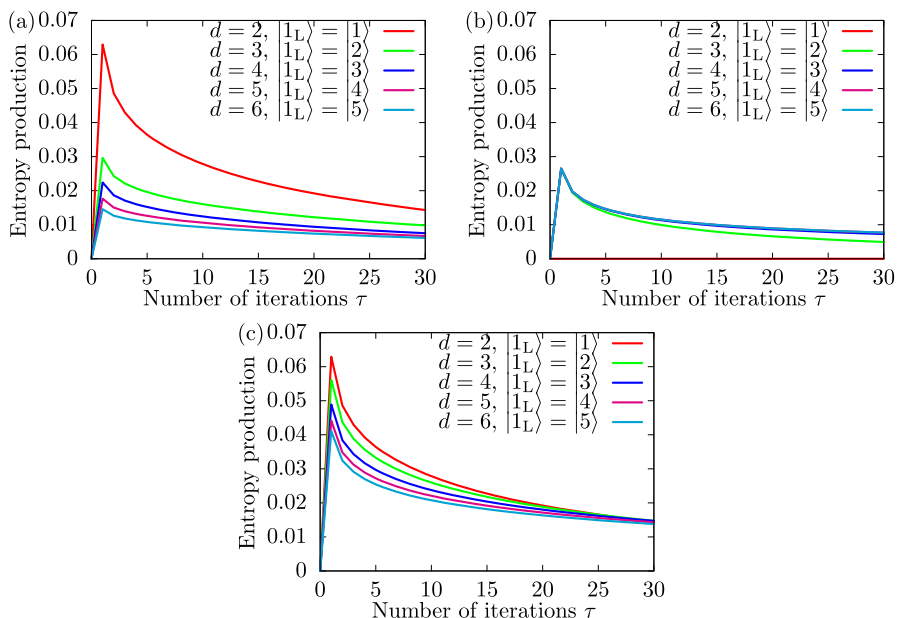 (a)
0.07
0.06
0.05
0.04
0.03
0.02
0.01
0
Entropy production
d = 2, |1_L⟩ = |1⟩
d = 3, |1_L⟩ = |2⟩
d = 4, |1_L⟩ = |3⟩
d = 5, |1_L⟩ = |4⟩
d = 6, |1_L⟩ = |5⟩
0 5 10 15 20 25 30
Number of iterations τ
(b)
0.07
0.06
0.05
0.04
0.03
0.02
0.01
0
Entropy production
d = 2, |1_L⟩ = |1⟩
d = 3, |1_L⟩ = |2⟩
d = 4, |1_L⟩ = |3⟩
d = 5, |1_L⟩ = |4⟩
d = 6, |1_L⟩ = |5⟩
0 5 10 15 20 25 30
Number of iterations τ
(c)
0.07
0.06
0.05
0.04
0.03
0.02
0.01
0
Entropy production
d = 2, |1_L⟩ = |1⟩
d = 3, |1_L⟩ = |2⟩
d = 4, |1_L⟩ = |3⟩
d = 5, |1_L⟩ = |4⟩
d = 6, |1_L⟩ = |5⟩
0 5 10 15 20 25 30
Number of iterations τ